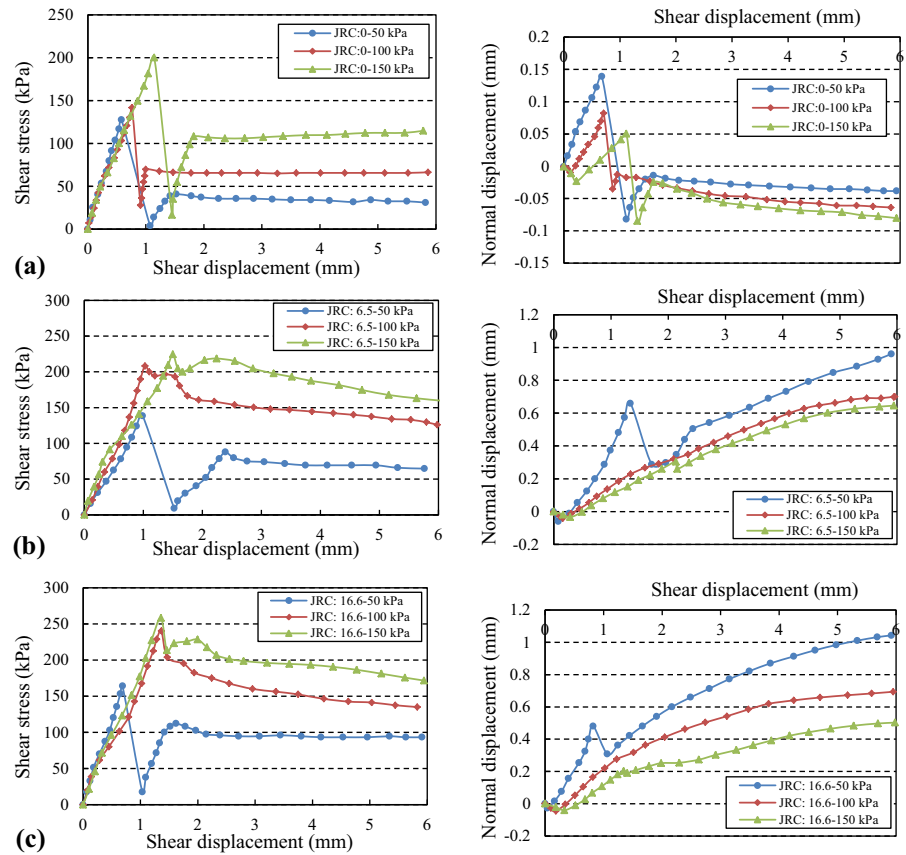 250
200
150
100
50
0
Shear stress (kPa)
JRC:0-50 kPa
JRC:0-100 kPa
JRC:0-150 kPa
0 1 2 3 4 5 6
Shear displacement (mm)
(a)
Shear displacement (mm)
0 1 2 3 4 5 6
0.2
0.15
0.1
0.05
0
-0.05
-0.1
-0.15
Normal displacement (mm)
JRC:0-50 kPa
JRC:0-100 kPa
JRC:0-150 kPa
300
250
200
150
100
50
0
Shear stress (kPa)
JRC: 6.5-50 kPa
JRC: 6.5-100 kPa
JRC: 6.5-150 kPa
0 1 2 3 4 5 6
Shear displacement (mm)
(b)
Shear displacement (mm)
0 1 2 3 4 5 6
1
0.8
0.6
0.4
0.2
0
-0.2
Normal displacement (mm)
JRC: 6.5-50 kPa
JRC: 6.5-100 kPa
JRC: 6.5-150 kPa
300
250
200
150
100
50
0
Shear stress (kPa)
JRC: 16.6-50 kPa
JRC: 16.6-100 kPa
JRC: 16.6-150 kPa
0 1 2 3 4 5 6
Shear displacement (mm)
(c)
Shear displacement (mm)
0 1 2 3 4 5 6
1.2
1
0.8
0.6
0.4
0.2
0
-0.2
Normal displacement (mm)
JRC: 16.6-50 kPa
JRC: 16.6-100 kPa
JRC: 16.6-150 kPa